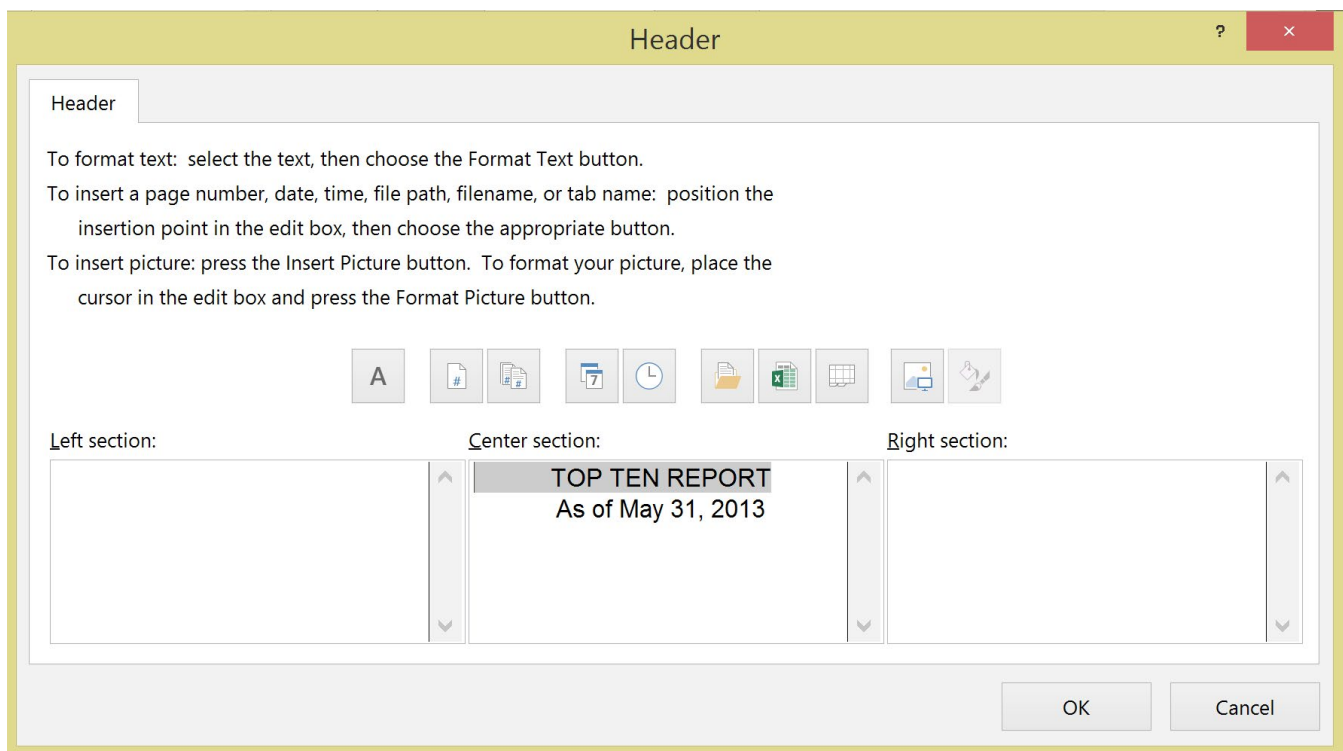 Header
?
×
Header
To format text:  select the text, then choose the Format Text button.
To insert a page number, date, time, file path, filename, or tab name:  position the
insertion point in the edit box, then choose the appropriate button.
To insert picture: press the Insert Picture button.  To format your picture, place the
cursor in the edit box and press the Format Picture button.
A # # # 7
Left section: Center section: Right section:
TOP TEN REPORT
As of May 31, 2013
OK Cancel